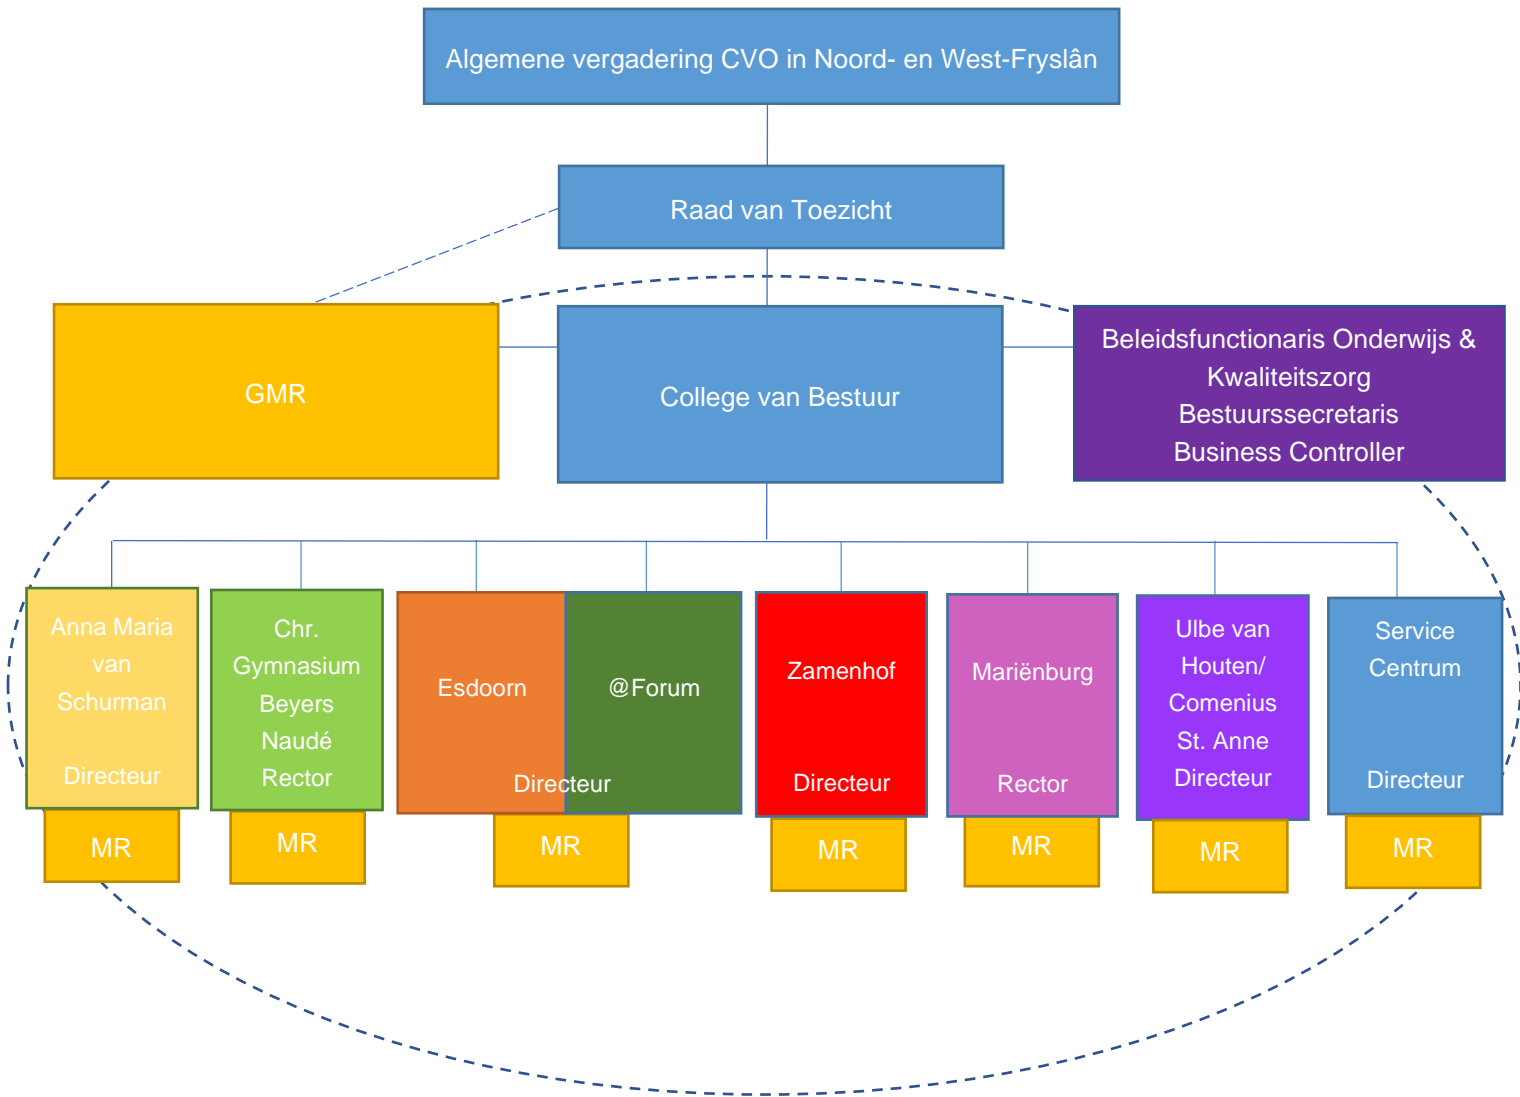 Algemene vergadering CVO in Noord- en West-Fryslân
Raad van Toezicht
GMR
College van Bestuur
Beleidsfunctionaris Onderwijs &
Kwaliteitszorg
Bestuurssecretaris
Business Controller
Anna Maria
van
Schurman
Directeur
MR
Chr.
Gymnasium
Beyers
Naudé
Rector
MR
Esdoorn
@Forum
Directeur
MR
Zamenhof
Directeur
MR
Mariënburg
Rector
MR
Ulbe van
Houten/
Comenius
St. Anne
Directeur
MR
Service
Centrum
Directeur
MR